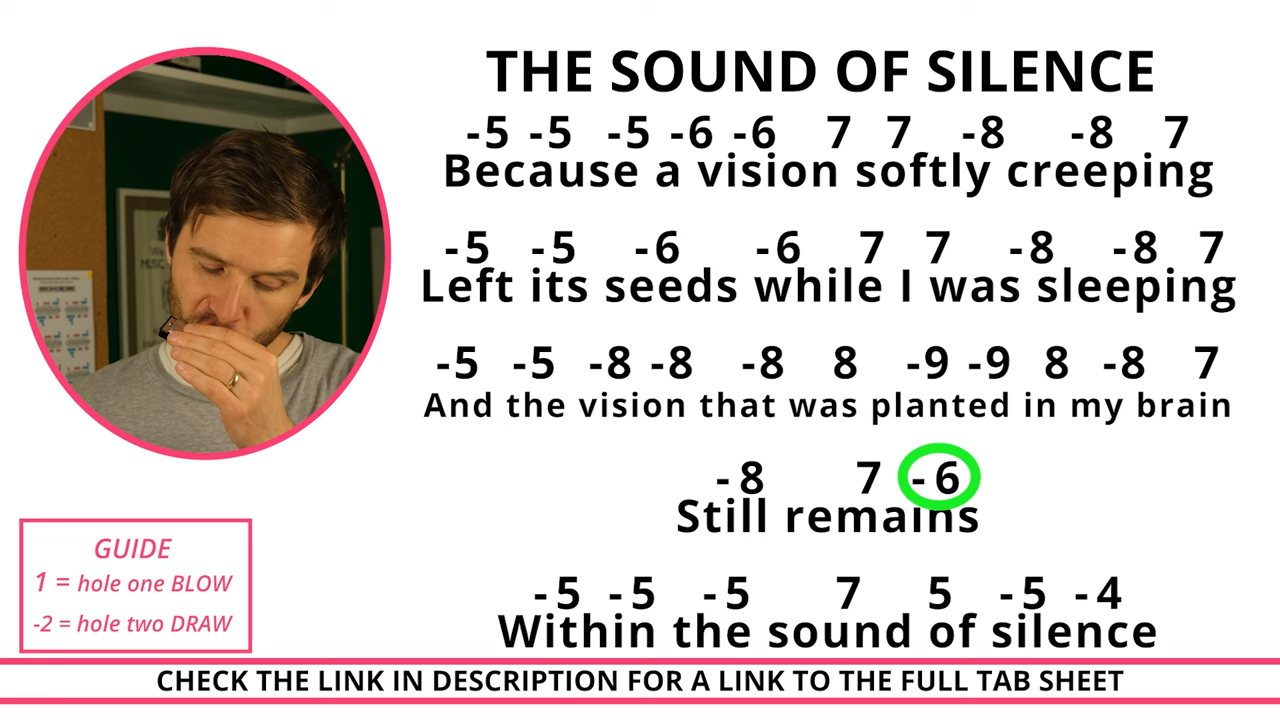 THE SOUND OF SILENCE
-5 -5 -5 -6 -6 7 7 -8 -8 7
Because a vision softly creeping
-5 -5 -6 -6 7 7 -8 -8 7
Left its seeds while I was sleeping
-5 -5 -8 -8 -8 8 -9 -9 8 -8 7
And the vision that was planted in my brain
-8 7 -6
Still remains
-5 -5 -5 7 5 -5 -4
Within the sound of silence
GUIDE
1 = hole one BLOW
-2 = hole two DRAW
CHECK THE LINK IN DESCRIPTION FOR A LINK TO THE FULL TAB SHEET